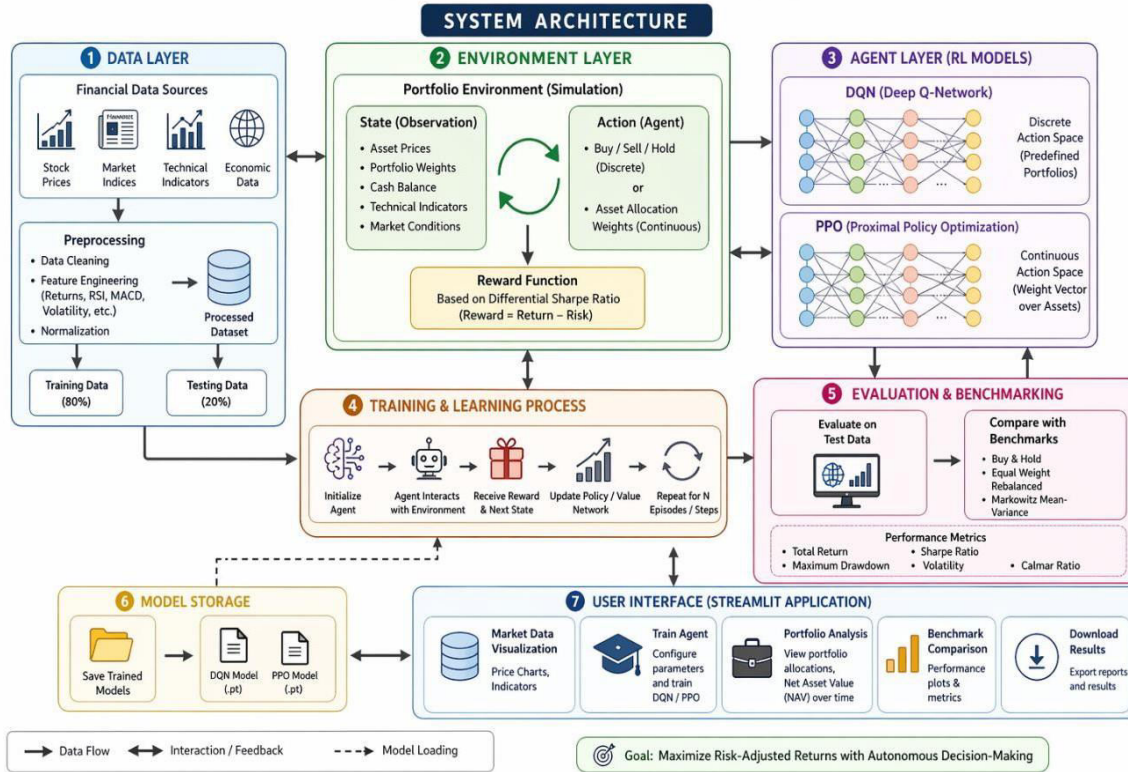 SYSTEM ARCHITECTURE
1 DATA LAYER
Financial Data Sources
Stock
Prices
Market
Indices
Technical
Indicators
Economic
Data
Preprocessing
• Data Cleaning
• Feature Engineering
(Returns, RSI, MACD,
Volatility, etc.)
• Normalization
Processed
Dataset
Training Data
(80%)
Testing Data
(20%)
2 ENVIRONMENT LAYER
Portfolio Environment (Simulation)
State (Observation)
• Asset Prices
• Portfolio Weights
• Cash Balance
• Technical Indicators
• Market Conditions
Action (Agent)
• Buy / Sell / Hold
(Discrete)
or
• Asset Allocation
Weights (Continuous)
Reward Function
Based on Differential Sharpe Ratio
(Reward = Return – Risk)
3 AGENT LAYER (RL MODELS)
DQN (Deep Q-Network)
Discrete
Action Space
(Predefined
Portfolios)
PPO (Proximal Policy Optimization)
Continuous
Action Space
(Weight Vector
over Assets)
4 TRAINING & LEARNING PROCESS
Initialize
Agent
Agent Interacts
with Environment
Receive Reward
& Next State
Update Policy / Value
Network
Repeat for N
Episodes / Steps
5 EVALUATION & BENCHMARKING
Evaluate on
Test Data
Compare with
Benchmarks
• Buy & Hold
• Equal Weight
Rebalanced
• Markowitz Mean-
Variance
Performance Metrics
• Total Return
• Sharpe Ratio
• Maximum Drawdown
• Volatility
• Calmar Ratio
6 MODEL STORAGE
Save Trained
Models
DQN Model
(.pt)
PPO Model
(.pt)
7 USER INTERFACE (STREAMLIT APPLICATION)
Market Data
Visualization
Price Charts,
Indicators
Train Agent
Configure
parameters
and train
DQN / PPO
Portfolio Analysis
View portfolio
allocations,
Net Asset Value
(NAV) over time
Benchmark
Comparison
Performance
plots &
metrics
Download
Results
Export reports
and results
Data Flow
Interaction / Feedback
Model Loading
Goal: Maximize Risk-Adjusted Returns with Autonomous Decision-Making